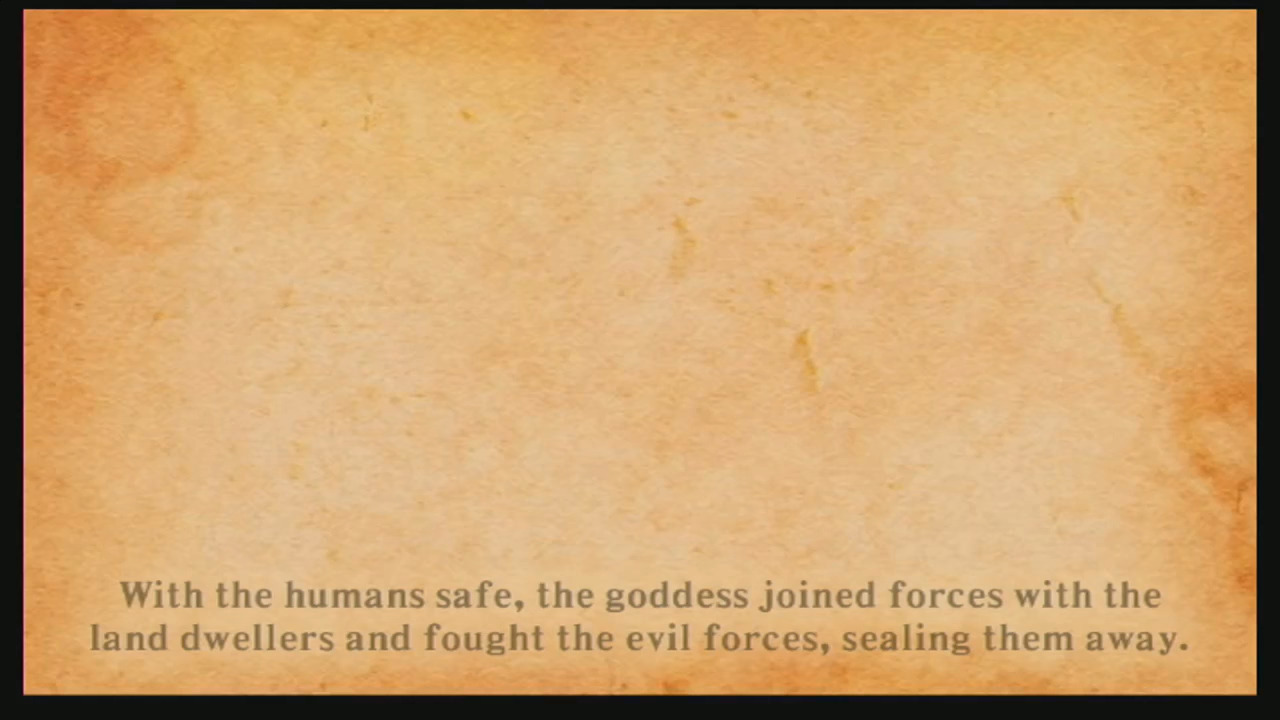 With the humans safe, the goddess joined forces with the
land dwellers and fought the evil forces, sealing them away.